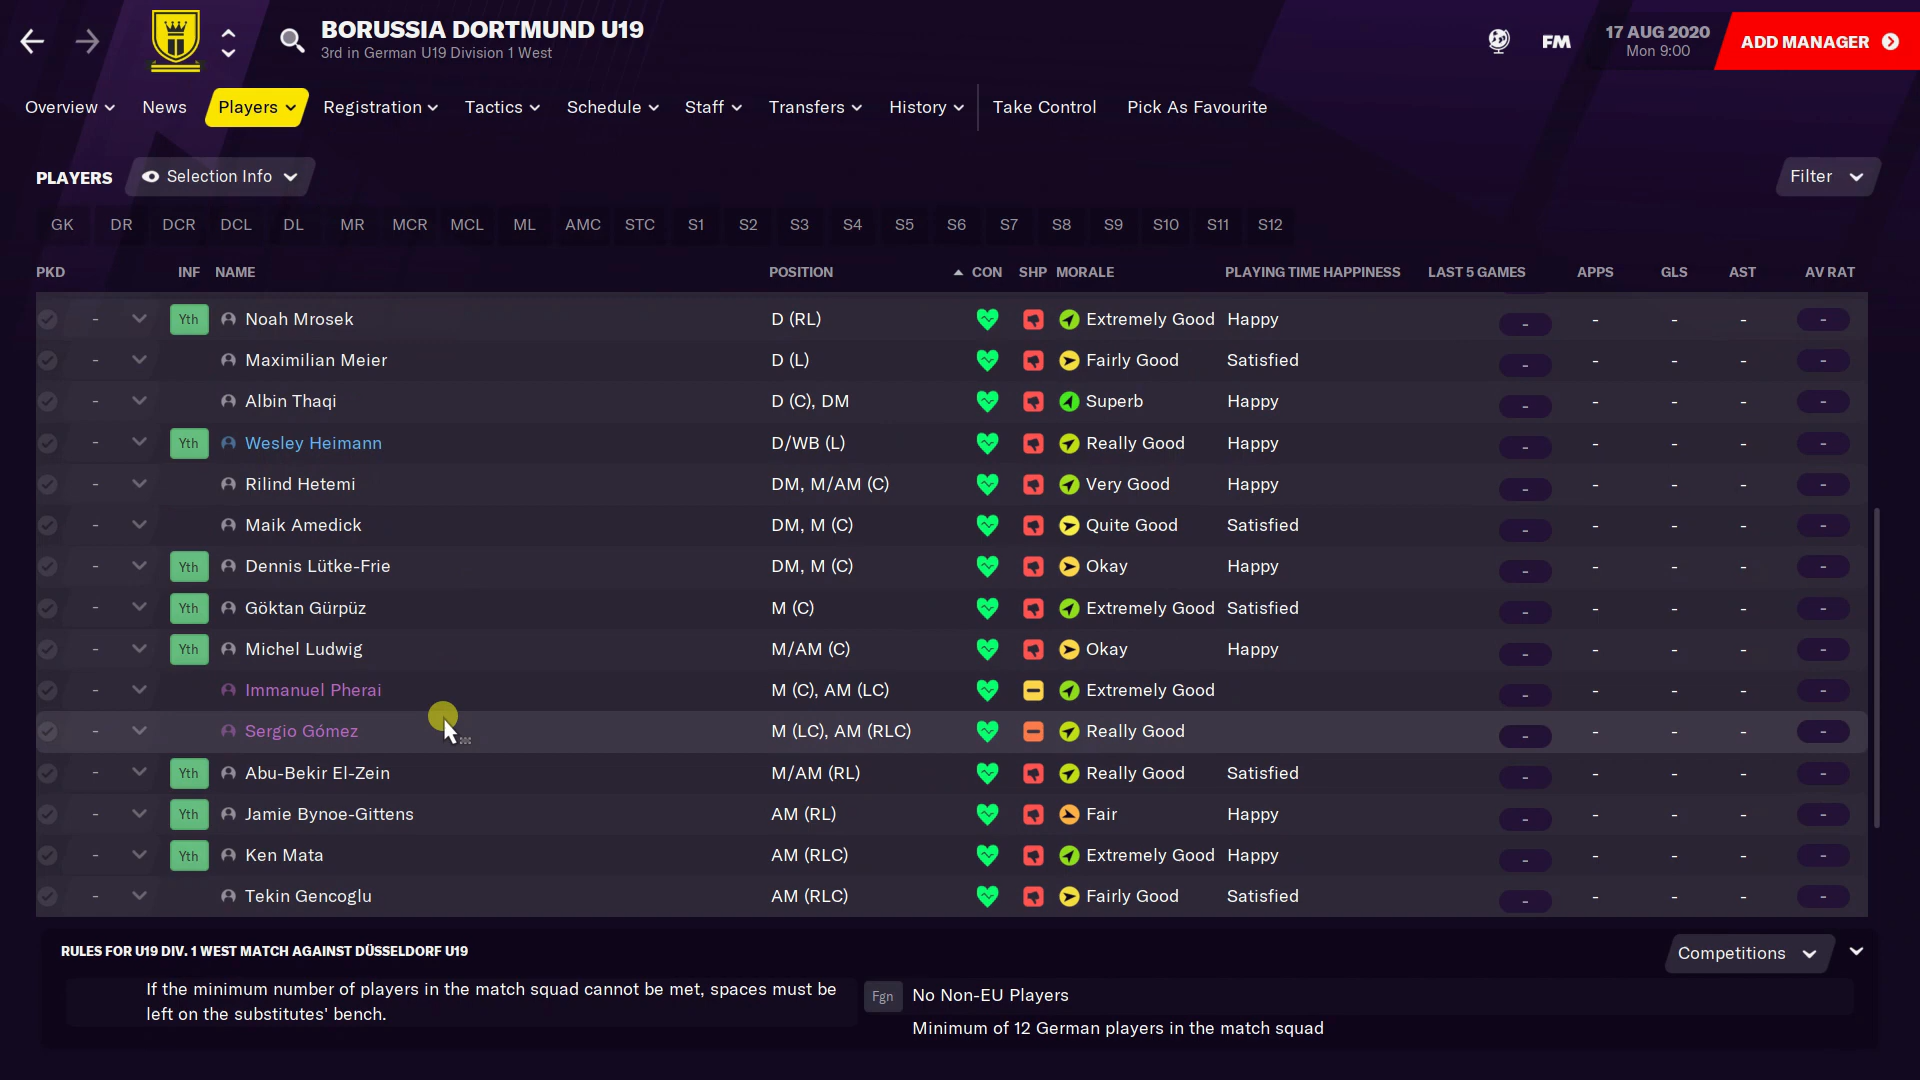 BORUSSIA DORTMUND U19
3rd in German U19 Division 1 West
FM
17 AUG 2020
Mon 9:00
ADD MANAGER
Overview News Players Registration Tactics Schedule Staff Transfers History Take Control Pick As Favourite
PLAYERS Selection Info Filter
GK DR DCR DCL DL MR MCR MCL ML AMC STC S1 S2 S3 S4 S5 S6 S7 S8 S9 S10 S11 S12
PKD INF NAME POSITION CON SHP MORALE PLAYING TIME HAPPINESS LAST 5 GAMES APPS GLS AST AV RAT
- Yth Noah Mrosek D (RL) Extremely Good Happy - - - - -
- Maximilian Meier D (L) Fairly Good Satisfied - - - - -
- Albin Thaqi D (C), DM Superb Happy - - - - -
- Yth Wesley Heimann D/WB (L) Really Good Happy - - - - -
- Rilind Hetemi DM, M/AM (C) Very Good Happy - - - - -
- Maik Amedick DM, M (C) Quite Good Satisfied - - - - -
- Yth Dennis Lütke-Frie DM, M (C) Okay Happy - - - - -
- Yth Göktan Gürpüz M (C) Extremely Good Satisfied - - - - -
- Yth Michel Ludwig M/AM (C) Okay Happy - - - - -
- Immanuel Pherai M (C), AM (LC) Extremely Good - - - - -
- Sergio Gómez M (LC), AM (RLC) Really Good - - - - -
- Yth Abu-Bekir El-Zein M/AM (RL) Really Good Satisfied - - - - -
- Yth Jamie Bynoe-Gittens AM (RL) Fair Happy - - - - -
- Yth Ken Mata AM (RLC) Extremely Good Happy - - - - -
- Tekin Gencoglu AM (RLC) Fairly Good Satisfied - - - - -
RULES FOR U19 DIV. 1 WEST MATCH AGAINST DÜSSELDORF U19 Competitions
If the minimum number of players in the match squad cannot be met, spaces must be
left on the substitutes' bench.
Fgn No Non-EU Players
Minimum of 12 German players in the match squad